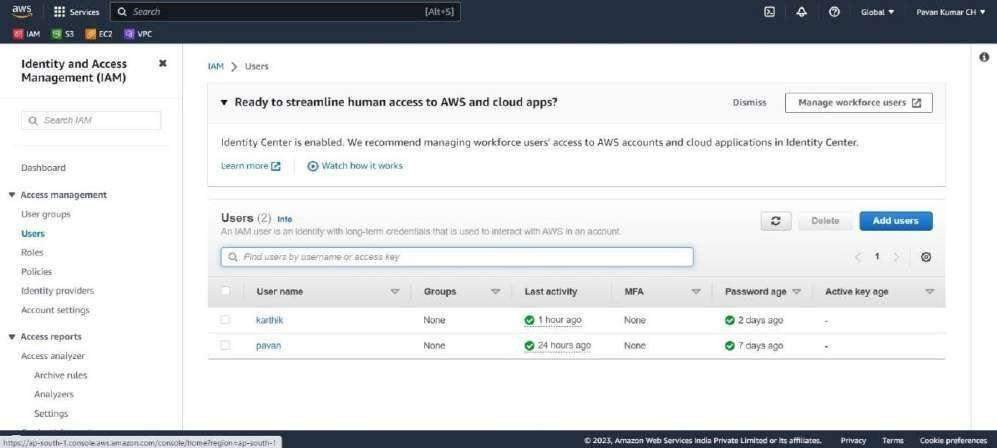 aws Services Search [Alt+S] Global Pavan Kumar CH
IAM S3 EC2 VPC
Identity and Access
Management (IAM)
Search IAM
Dashboard
Access management
User groups
Users
Roles
Policies
Identity providers
Account settings
Access reports
Access analyzer
Archive rules
Analyzers
Settings
IAM > Users
Ready to streamline human access to AWS and cloud apps? Dismiss Manage workforce users
Identity Center is enabled. We recommend managing workforce users' access to AWS accounts and cloud applications in Identity Center.
Learn more Watch how it works
Users (2) Info Delete Add users
An IAM user is an identity with long-term credentials that is used to interact with AWS in an account.
Find users by username or access key 1
User name Groups Last activity MFA Password age Active key age
karthik None 1 hour ago None 2 days ago -
pavan None 24 hours ago None 7 days ago -
https://ap-south-1.console.aws.amazon.com/console/home?region=ap-south-1
© 2023, Amazon Web Services India Private Limited or its affiliates. Privacy Terms Cookie preferences